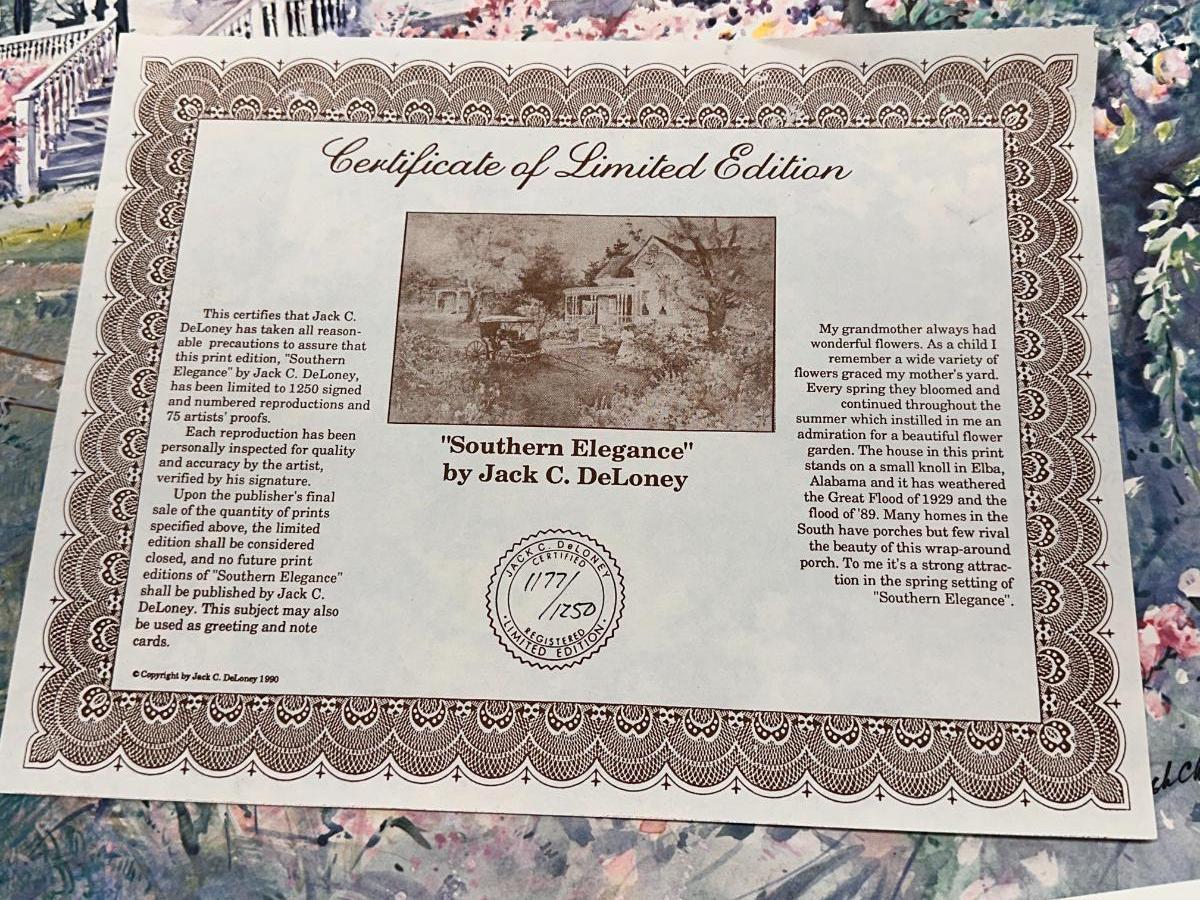 Certificate of Limited Edition
This certifies that Jack C.
DeLoney has taken all reason-
able precautions to assure that
this print edition, "Southern
Elegance" by Jack C. DeLoney,
has been limited to 1250 signed
and numbered reproductions and
75 artists' proofs.
Each reproduction has been
personally inspected for quality
and accuracy by the artist,
verified by his signature.
Upon the publisher's final
sale of the quantity of prints
specified above, the limited
edition shall be considered
closed, and no future print
editions of "Southern Elegance"
shall be published by Jack C.
DeLoney. This subject may also
be used as greeting and note
cards.
© Copyright by Jack C. DeLoney 1990
"Southern Elegance"
by Jack C. DeLoney
JACK C. DeLONEY
CERTIFIED
1177/
1250
REGISTERED
LIMITED EDITION
My grandmother always had
wonderful flowers. As a child I
remember a wide variety of
flowers graced my mother's yard.
Every spring they bloomed and
continued throughout the
summer which instilled in me an
admiration for a beautiful flower
garden. The house in this print
stands on a small knoll in Elba,
Alabama and it has weathered
the Great Flood of 1929 and the
flood of '89. Many homes in the
South have porches but few rival
the beauty of this wrap-around
porch. To me it's a strong attrac-
tion in the spring setting of
"Southern Elegance".